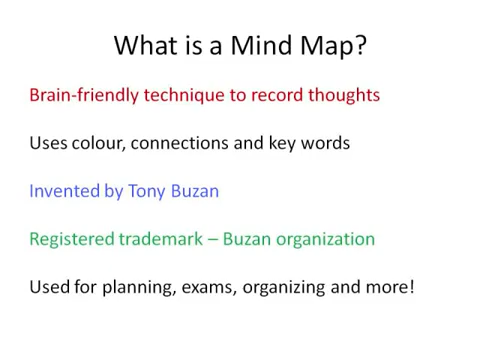 What is a Mind Map?
Brain-friendly technique to record thoughts
Uses colour, connections and key words
Invented by Tony Buzan
Registered trademark – Buzan organization
Used for planning, exams, organizing and more!